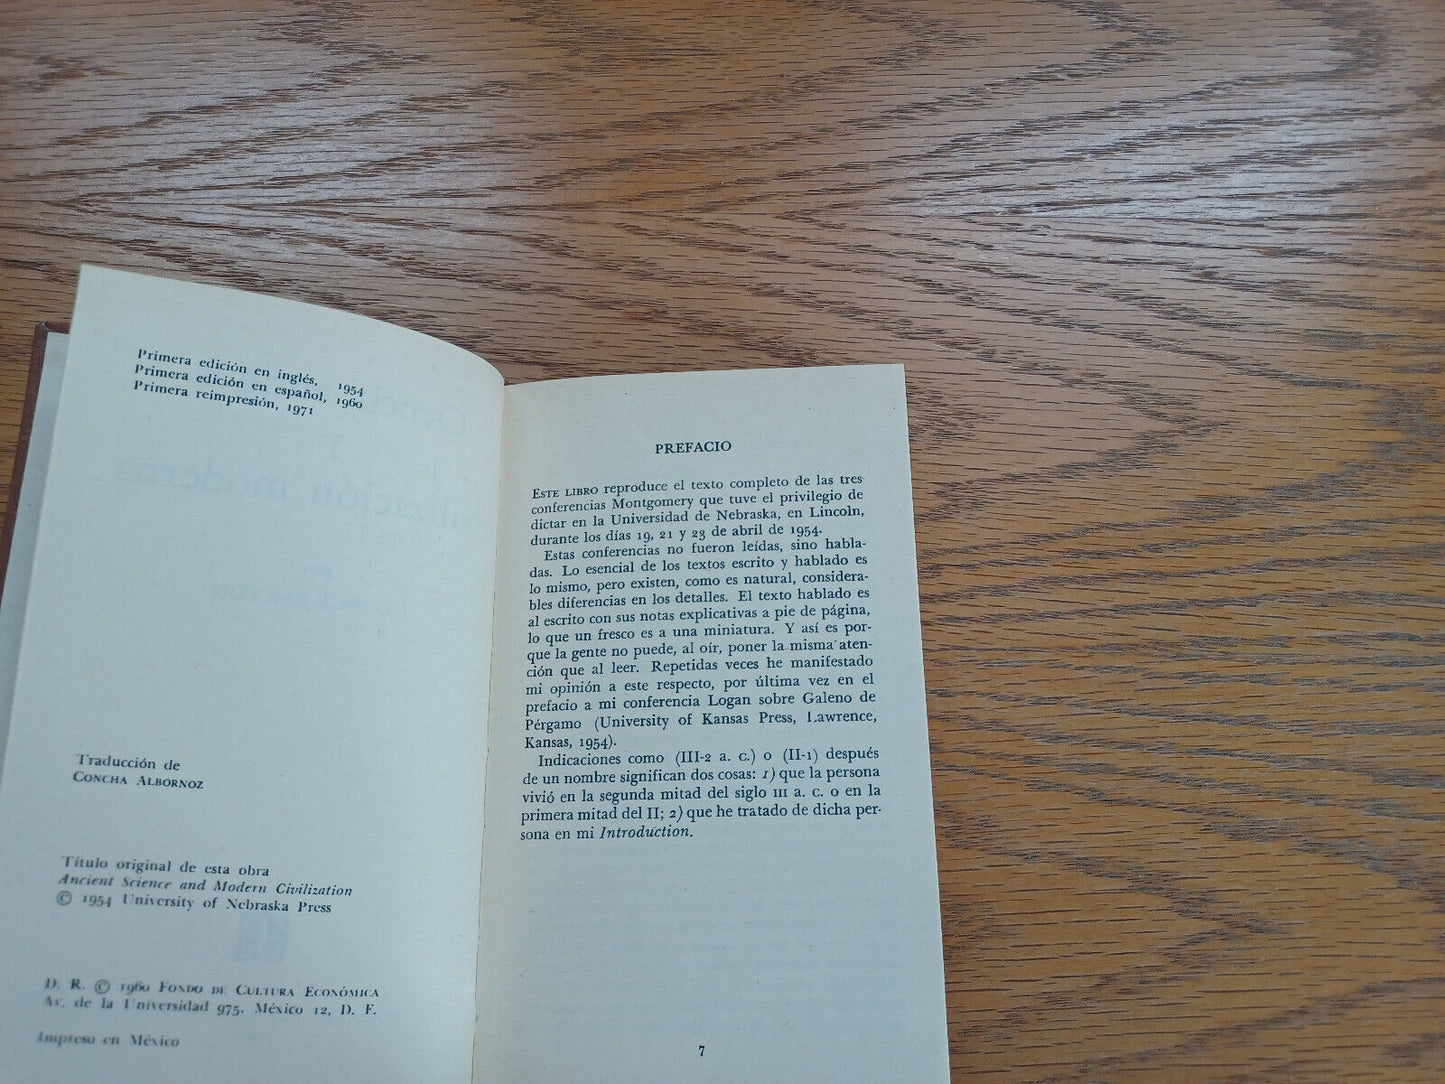 Primera edición en inglés, 1954
Primera edición en español, 1960
Primera reimpresión, 1971
Traducción de
CONCHA ALBORNOZ
Título original de esta obra
Ancient Science and Modern Civilization
© 1954 University of Nebraska Press
D. R. © 1960 FONDO DE CULTURA ECONÓMICA
Av. de la Universidad 975, México 12, D. F.
Impreso en México
PREFACIO
ESTE LIBRO reproduce el texto completo de las tres
conferencias Montgomery que tuve el privilegio de
dictar en la Universidad de Nebraska, en Lincoln,
durante los días 19, 21 y 23 de abril de 1954.
Estas conferencias no fueron leídas, sino habla-
das. Lo esencial de los textos escrito y hablado es
lo mismo, pero existen, como es natural, considera-
bles diferencias en los detalles. El texto hablado es
al escrito con sus notas explicativas a pie de página,
lo que un fresco es a una miniatura. Y así es por-
que la gente no puede, al oír, poner la misma aten-
ción que al leer. Repetidas veces he manifestado
mi opinión a este respecto, por última vez en el
prefacio a mi conferencia Logan sobre Galeno de
Pérgamo (University of Kansas Press, Lawrence,
Kansas, 1954).
Indicaciones como (III-2 a. c.) o (II-1) después
de un nombre significan dos cosas: 1) que la persona
vivió en la segunda mitad del siglo III a. c. o en la
primera mitad del II; 2) que he tratado de dicha per-
sona en mi Introduction.
7